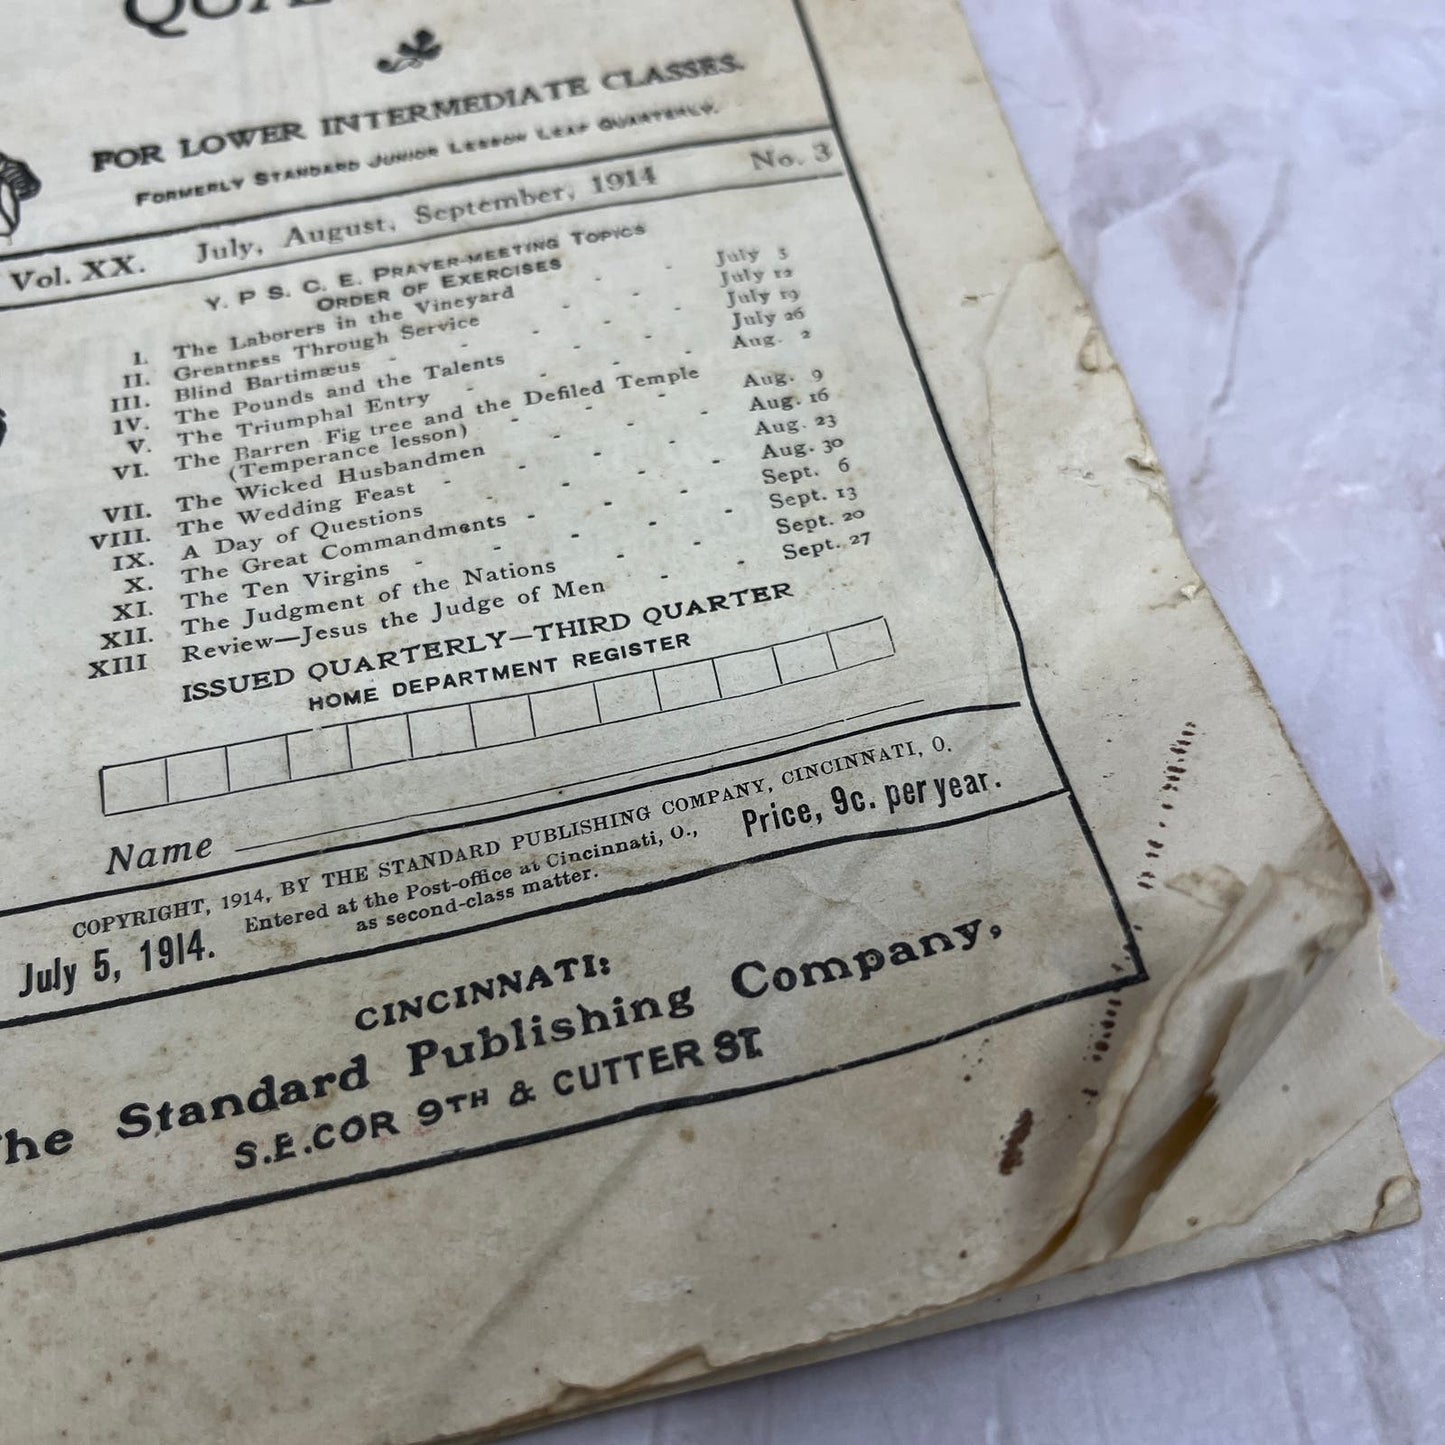 FOR LOWER INTERMEDIATE CLASSES.
FORMERLY STANDARD JUNIOR LESSON LEAF QUARTERLY.
Vol. XX. July, August, September, 1914 No. 3
Y. P S. C. E. PRAYER-MEETING TOPICS
ORDER OF EXERCISES
I. The Laborers in the Vineyard - - July 5
II. Greatness Through Service - - - July 12
III. Blind Bartimæus - - - - - July 19
IV. The Pounds and the Talents - - - July 26
V. The Triumphal Entry - - - - Aug. 2
VI. The Barren Fig tree and the Defiled Temple
(Temperance lesson) - - - Aug. 9
VII. The Wicked Husbandmen - - - Aug. 16
VIII. The Wedding Feast - - - - Aug. 23
IX. A Day of Questions - - - Aug. 30
X. The Great Commandments - - - Sept. 6
XI. The Ten Virgins - - - - Sept. 13
XII. The Judgment of the Nations - - Sept. 20
XIII Review—Jesus the Judge of Men - - Sept. 27
ISSUED QUARTERLY—THIRD QUARTER
HOME DEPARTMENT REGISTER
Name
COPYRIGHT, 1914, BY THE STANDARD PUBLISHING COMPANY, CINCINNATI, O.
July 5, 1914. Entered at the Post-office at Cincinnati, O., Price, 9c. per year.
as second-class matter.
CINCINNATI:
The Standard Publishing Company,
S.E.COR 9TH & CUTTER ST.